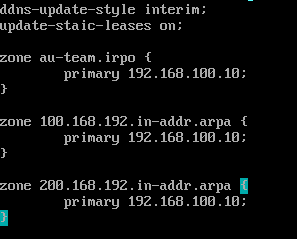 ddns-update-style interim;
update-staic-leases on;
zone au-team.irpo {
primary 192.168.100.10;
}
zone 100.168.192.in-addr.arpa {
primary 192.168.100.10;
}
zone 200.168.192.in-addr.arpa {
primary 192.168.100.10;
}